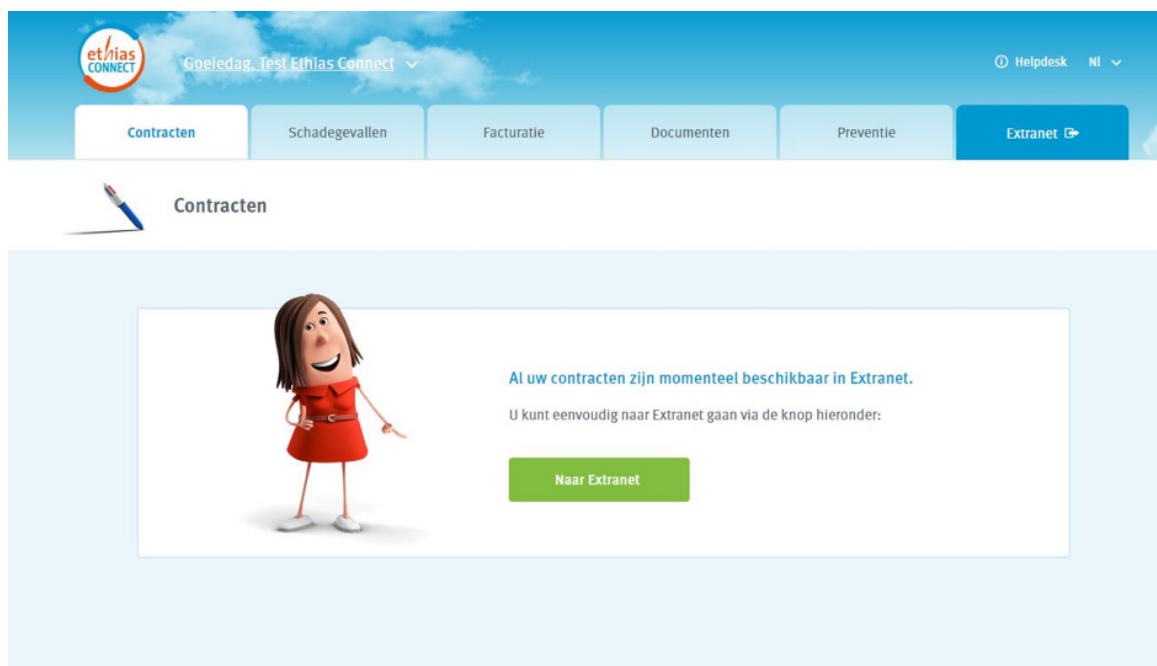 ethias
CONNECT
Goeiedag, Test Ethias Connect
Helpdesk Nl
Contracten Schadegevallen Facturatie Documenten Preventie Extranet
Contracten
Al uw contracten zijn momenteel beschikbaar in Extranet.
U kunt eenvoudig naar Extranet gaan via de knop hieronder:
Naar Extranet